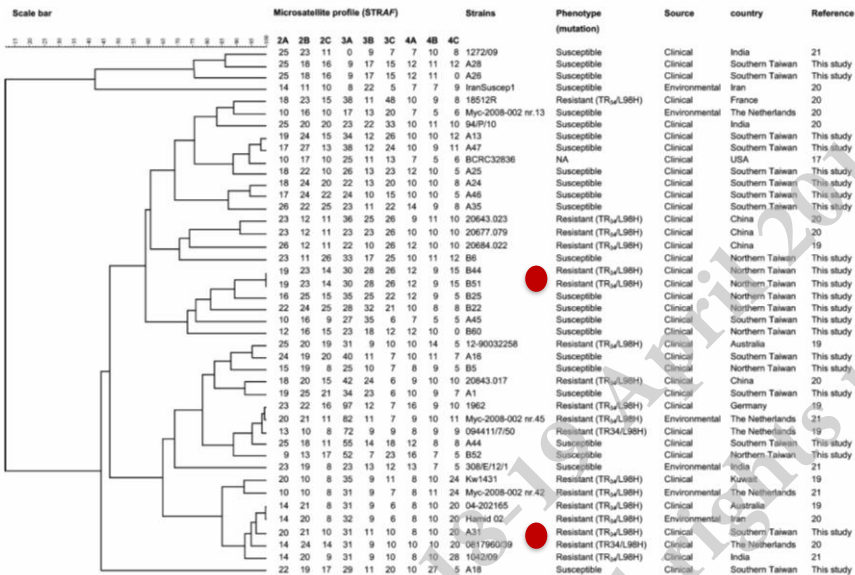 Scale bar Microsatellite profile (STRAF) Strains Phenotype (mutation) Source country Reference
2A 2B 2C 3A 3B 3C 4A 4B 4C
25 23 11 0 9 7 7 10 8 1272/09 Susceptible Clinical India 21
25 18 16 9 17 15 12 11 12 A28 Susceptible Clinical Southern Taiwan This study
25 18 16 9 17 15 12 11 0 A26 Susceptible Clinical Southern Taiwan This study
14 11 10 8 22 5 7 7 9 IranSuscep1 Susceptible Environmental Iran 20
18 23 15 38 11 48 10 9 8 18512R Resistant (TR34/L98H) Clinical France 20
10 16 10 17 13 20 7 5 6 Myc-2008-002 nr.13 Susceptible Environmental The Netherlands 20
25 20 20 23 22 33 10 11 10 94/P/10 Susceptible Clinical India 20
19 24 15 34 12 26 10 10 12 A13 Susceptible Clinical Southern Taiwan This study
17 27 13 38 12 24 10 9 11 A47 Susceptible Clinical Southern Taiwan This study
10 17 10 25 11 13 7 5 6 BCRC32836 NA Clinical USA 17
18 22 10 26 13 23 12 10 5 A25 Susceptible Clinical Southern Taiwan This study
18 24 20 22 13 20 10 10 8 A24 Susceptible Clinical Southern Taiwan This study
17 24 22 24 10 15 10 10 5 A46 Susceptible Clinical Southern Taiwan This study
26 22 25 23 11 22 14 9 8 A35 Susceptible Clinical Southern Taiwan This study
23 12 11 36 25 26 9 11 10 20643.023 Resistant (TR34/L98H) Clinical China 20
23 12 11 23 23 26 10 10 10 20677.079 Resistant (TR34/L98H) Clinical China 20
26 12 11 22 10 26 12 10 10 20684.022 Resistant (TR34/L98H) Clinical China 19
23 11 26 33 17 25 10 11 12 B6 Susceptible Clinical Northern Taiwan This study
19 23 14 30 28 26 12 9 15 B44 Resistant (TR34/L98H) Clinical Northern Taiwan This study
19 23 14 30 28 26 12 9 15 B51 Resistant (TR34/L98H) Clinical Northern Taiwan This study
16 25 15 35 25 22 12 9 5 B25 Susceptible Clinical Northern Taiwan This study
22 24 25 28 32 21 10 8 8 B22 Susceptible Clinical Northern Taiwan This study
10 16 9 27 35 6 7 5 5 A45 Susceptible Clinical Southern Taiwan This study
12 16 15 23 18 12 12 10 0 B60 Susceptible Clinical Northern Taiwan This study
25 20 19 31 9 10 10 14 5 12-90032258 Resistant (TR34/L98H) Clinical Australia 19
24 19 20 40 11 7 10 11 7 A16 Susceptible Clinical Southern Taiwan This study
15 19 8 25 10 7 8 9 5 B5 Susceptible Clinical Northern Taiwan This study
18 20 15 42 24 6 9 10 10 20843.017 Resistant (TR34/L98H) Clinical China 20
19 25 21 34 23 6 10 9 7 A1 Susceptible Clinical Southern Taiwan This study
23 22 16 97 12 7 16 9 10 1962 Resistant (TR34/L98H) Clinical Germany 19
20 21 11 82 11 7 9 10 11 Myc-2008-002 nr.45 Resistant (TR34/L98H) Environmental The Netherlands 21
13 10 8 72 9 9 8 9 9 094411/7/50 Resistant (TR34/L98H) Clinical The Netherlands 19
25 18 11 55 14 18 12 8 8 A44 Susceptible Clinical Southern Taiwan This study
9 13 17 52 7 23 16 7 5 B52 Susceptible Clinical Northern Taiwan This study
23 19 8 23 13 12 13 7 5 308/E/12/1 Susceptible Environmental India 21
20 10 8 35 9 11 8 10 24 Kw1431 Resistant (TR34/L98H) Clinical Kuwait 19
10 10 8 31 9 7 8 11 24 Myc-2008-002 nr.42 Resistant (TR34/L98H) Environmental The Netherlands 21
14 21 8 31 9 6 8 10 20 04-202165 Resistant (TR34/L98H) Clinical Australia 19
14 20 8 32 9 6 8 10 20 Hamid 02 Resistant (TR34/L98H) Environmental Iran 20
20 21 10 31 11 10 8 10 20 A31 Resistant (TR34/L98H) Clinical Southern Taiwan This study
14 24 14 31 9 10 10 10 20 0817960/39 Resistant (TR34/L98H) Clinical The Netherlands 20
14 20 9 31 9 10 8 10 28 1042/09 Resistant (TR34/L98H) Clinical India 21
22 19 17 29 11 20 10 27 5 A18 Susceptible Clinical Southern Taiwan This study